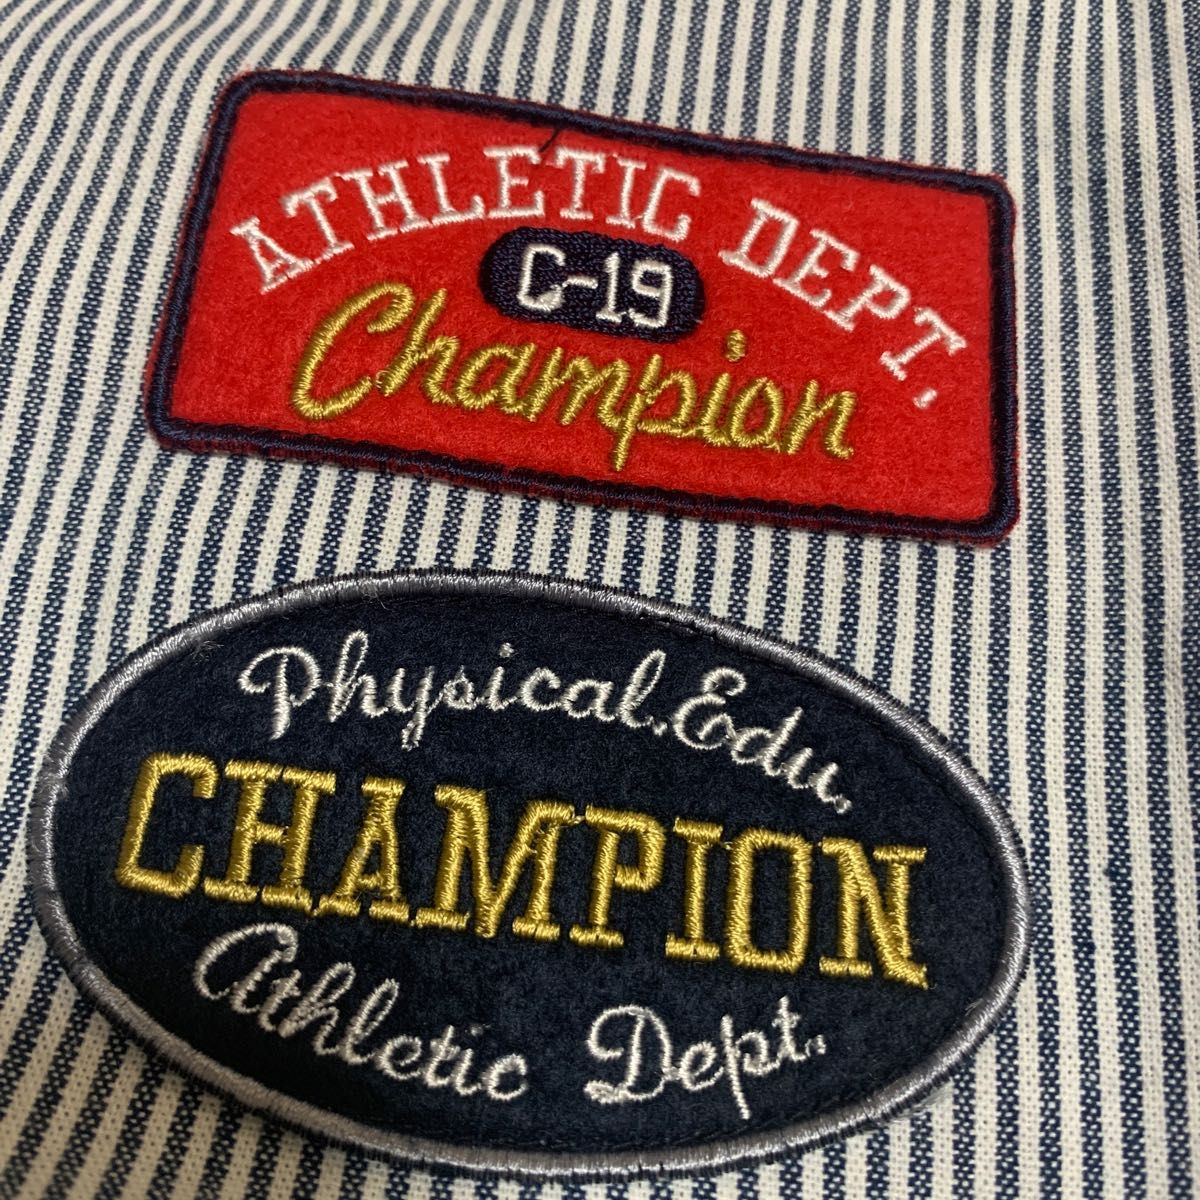 ATHLETIC DEPT.
C-19
Champion
Physical.Edu.
CHAMPION
Athletic Dept.